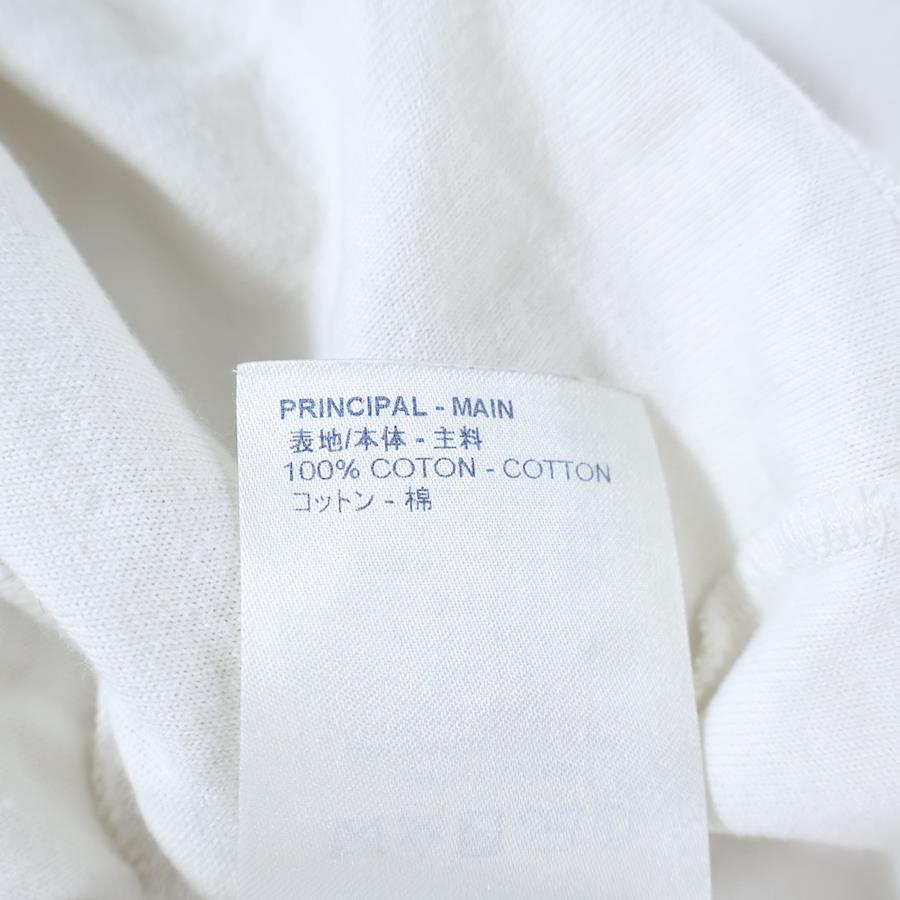 PRINCIPAL - MAIN
表地/本体 - 主料
100% COTON - COTTON
コットン - 棉